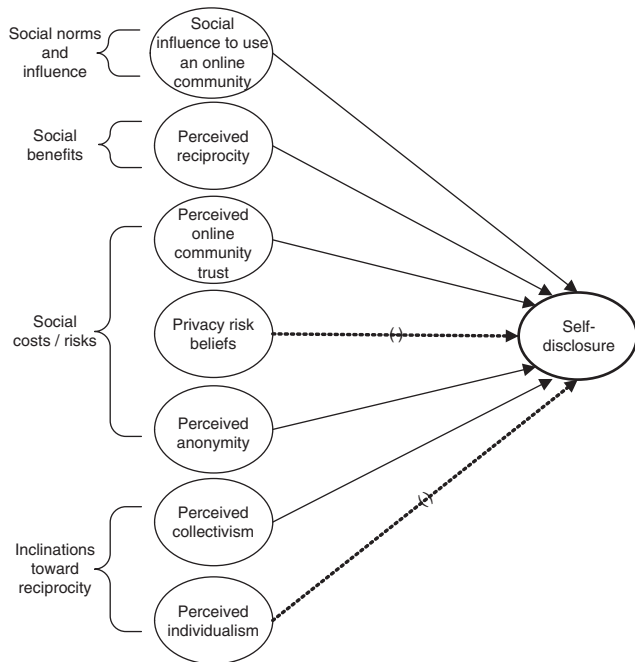 Social norms
and
influence
Social
influence to use
an online
community
Social
benefits
Perceived
reciprocity
Social
costs / risks
Perceived
online
community
trust
Privacy risk
beliefs
(-)
Perceived
anonymity
Self-
disclosure
Inclinations
toward
reciprocity
Perceived
collectivism
(-)
Perceived
individualism